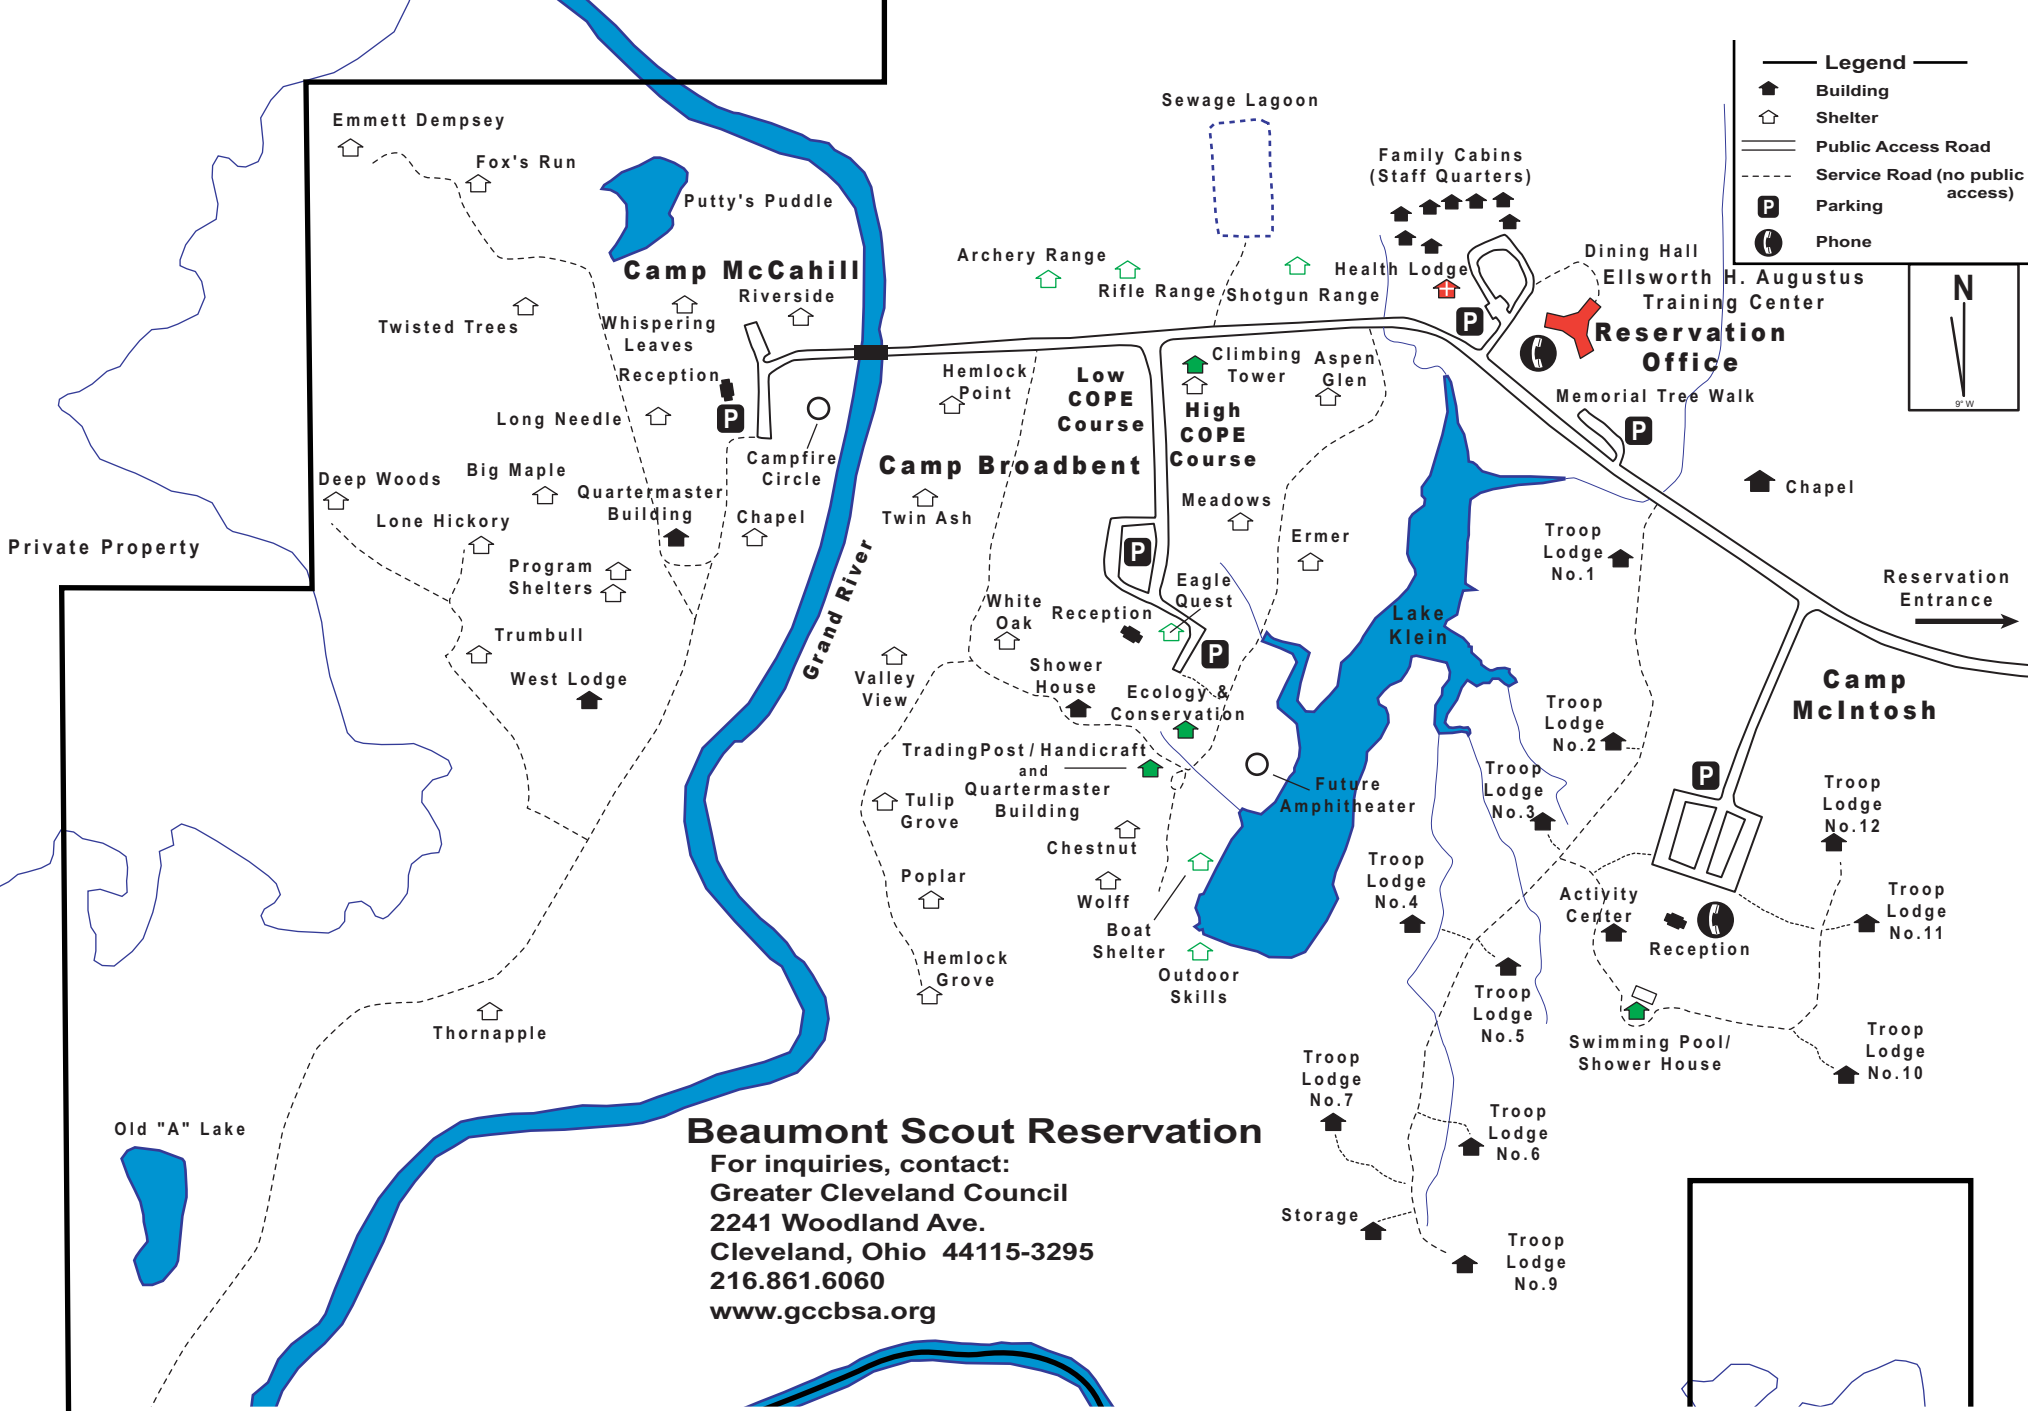 Legend
Building
Shelter
Public Access Road
Service Road (no public
access)
P
Parking
Phone
N
9° W
Sewage Lagoon
Emmett Dempsey
Fox's Run
Putty's Puddle
Family Cabins
(Staff Quarters)
Archery Range
Rifle Range
Shotgun Range
Health Lodge
Dining Hall
Ellsworth H. Augustus
Training Center
Reservation
Office
Camp McCahill
Riverside
Twisted Trees
Whispering
Leaves
Reception
P
Long Needle
Campfire
Circle
Deep Woods
Big Maple
Lone Hickory
Quartermaster
Building
Chapel
Private Property
Program
Shelters
Trumbull
West Lodge
Thornapple
Old "A" Lake
Grand River
Hemlock
Point
Low
COPE
Course
Climbing
Tower
Aspen
Glen
High
COPE
Course
P
Memorial Tree Walk
P
Camp Broadbent
Twin Ash
Meadows
Ermer
P
Chapel
Eagle
Quest
White
Oak
Reception
P
Shower
House
Valley
View
Ecology &
Conservation
TradingPost / Handicraft
and
Quartermaster
Building
Tulip
Grove
Chestnut
Poplar
Wolff
Boat
Shelter
Hemlock
Grove
Outdoor
Skills
Future
Amphitheater
Lake
Klein
Troop
Lodge
No.1
Reservation
Entrance
Camp
McIntosh
Troop
Lodge
No.2
Troop
Lodge
No.3
P
Troop
Lodge
No.12
Troop
Lodge
No.4
Activity
Center
Reception
Troop
Lodge
No.11
Troop
Lodge
No.5
Swimming Pool/
Shower House
Troop
Lodge
No.10
Troop
Lodge
No.7
Troop
Lodge
No.6
Storage
Troop
Lodge
No.9
Beaumont Scout Reservation
For inquiries, contact:
Greater Cleveland Council
2241 Woodland Ave.
Cleveland, Ohio 44115-3295
216.861.6060
www.gccbsa.org